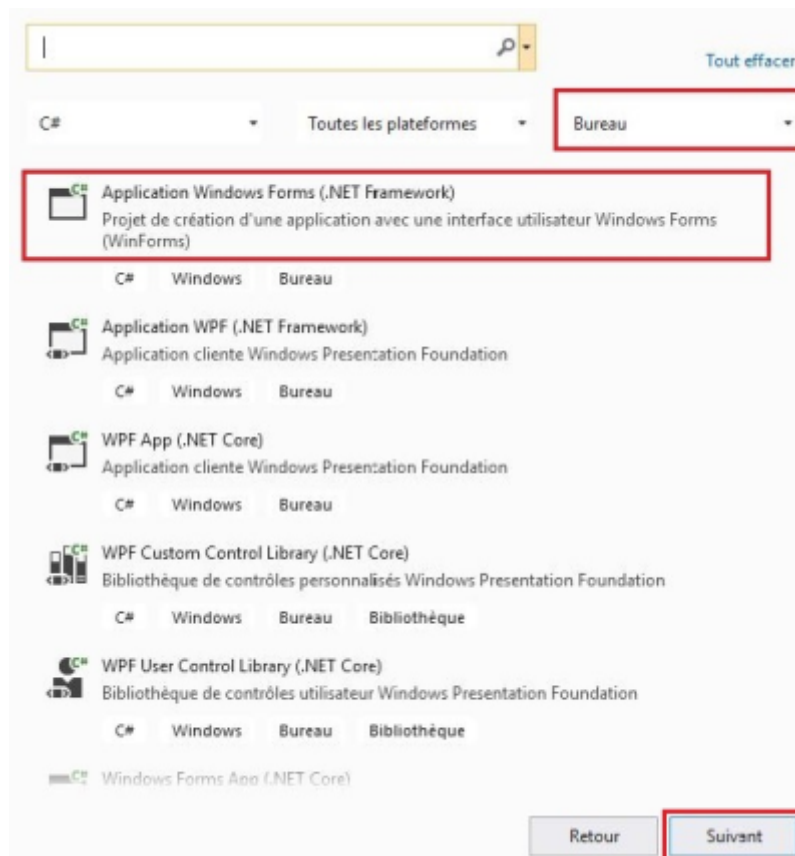 Tout effacer
C# Toutes les plateformes Bureau
C#
Application Windows Forms (.NET Framework)
Projet de création d'une application avec une interface utilisateur Windows Forms
(WinForms)
C# Windows Bureau
C#
Application WPF (.NET Framework)
Application cliente Windows Presentation Foundation
C# Windows Bureau
C#
WPF App (.NET Core)
Application cliente Windows Presentation Foundation
C# Windows Bureau
C#
WPF Custom Control Library (.NET Core)
Bibliothèque de contrôles personnalisés Windows Presentation Foundation
C# Windows Bureau Bibliothèque
C#
WPF User Control Library (.NET Core)
Bibliothèque de contrôles utilisateur Windows Presentation Foundation
C# Windows Bureau Bibliothèque
C#
Windows Forms App (.NET Core)
Retour Suivant